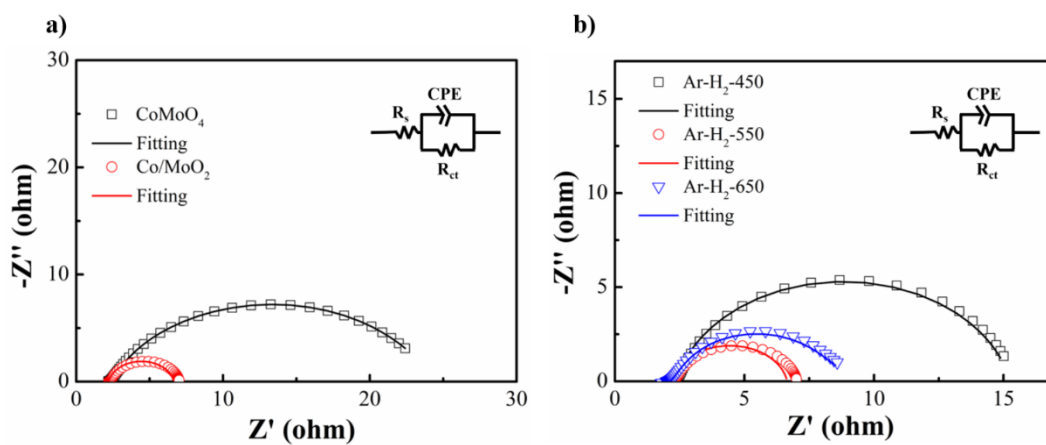 a)
30
20
10
0
0
10
20
30
-Z'' (ohm)
Z' (ohm)
CoMoO₄
Fitting
Co/MoO₂
Fitting
CPE
Rₛ
R_ct
b)
15
10
5
0
0
5
10
15
-Z'' (ohm)
Z' (ohm)
Ar-H₂-450
Fitting
Ar-H₂-550
Fitting
Ar-H₂-650
Fitting
CPE
Rₛ
R_ct